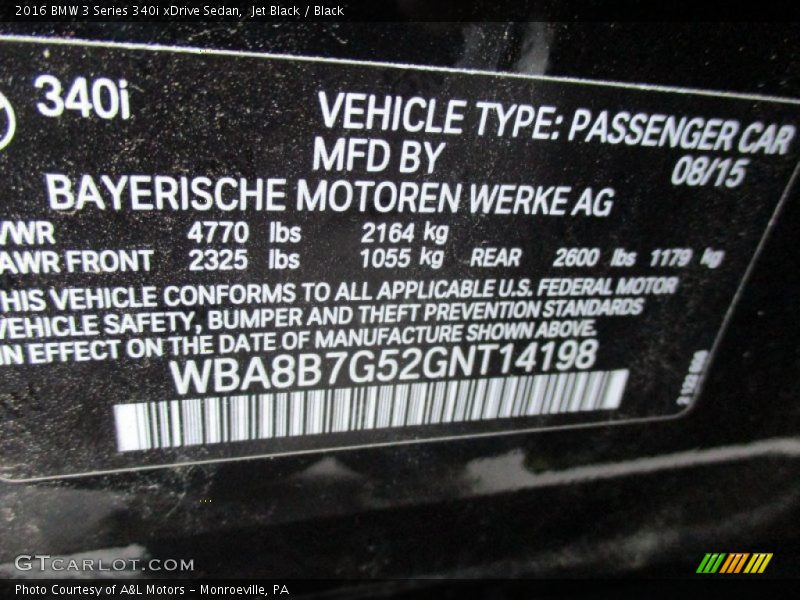 2016 BMW 3 Series 340i xDrive Sedan, Jet Black / Black
340i
VEHICLE TYPE: PASSENGER CAR
MFD BY 08/15
BAYERISCHE MOTOREN WERKE AG
VWR 4770 lbs 2164 kg
AWR FRONT 2325 lbs 1055 kg REAR 2600 lbs 1179 kg
HIS VEHICLE CONFORMS TO ALL APPLICABLE U.S. FEDERAL MOTOR
VEHICLE SAFETY, BUMPER AND THEFT PREVENTION STANDARDS
IN EFFECT ON THE DATE OF MANUFACTURE SHOWN ABOVE.
WBA8B7G52GNT14198
GTCARLOT.COM
Photo Courtesy of A&L Motors - Monroeville, PA